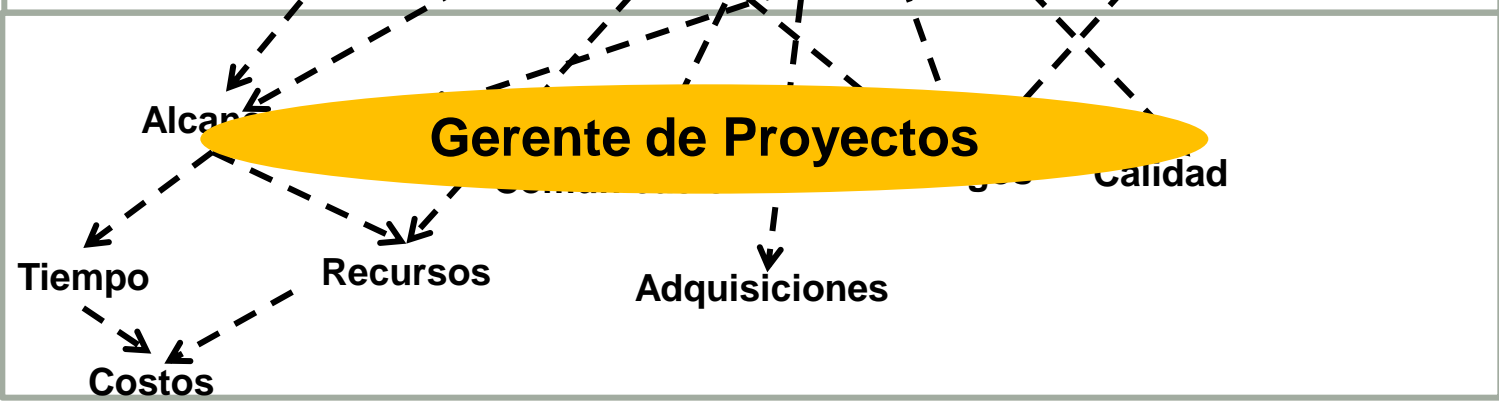 Gerente de Proyectos
Calidad
Tiempo
Recursos
Adquisiciones
Costos